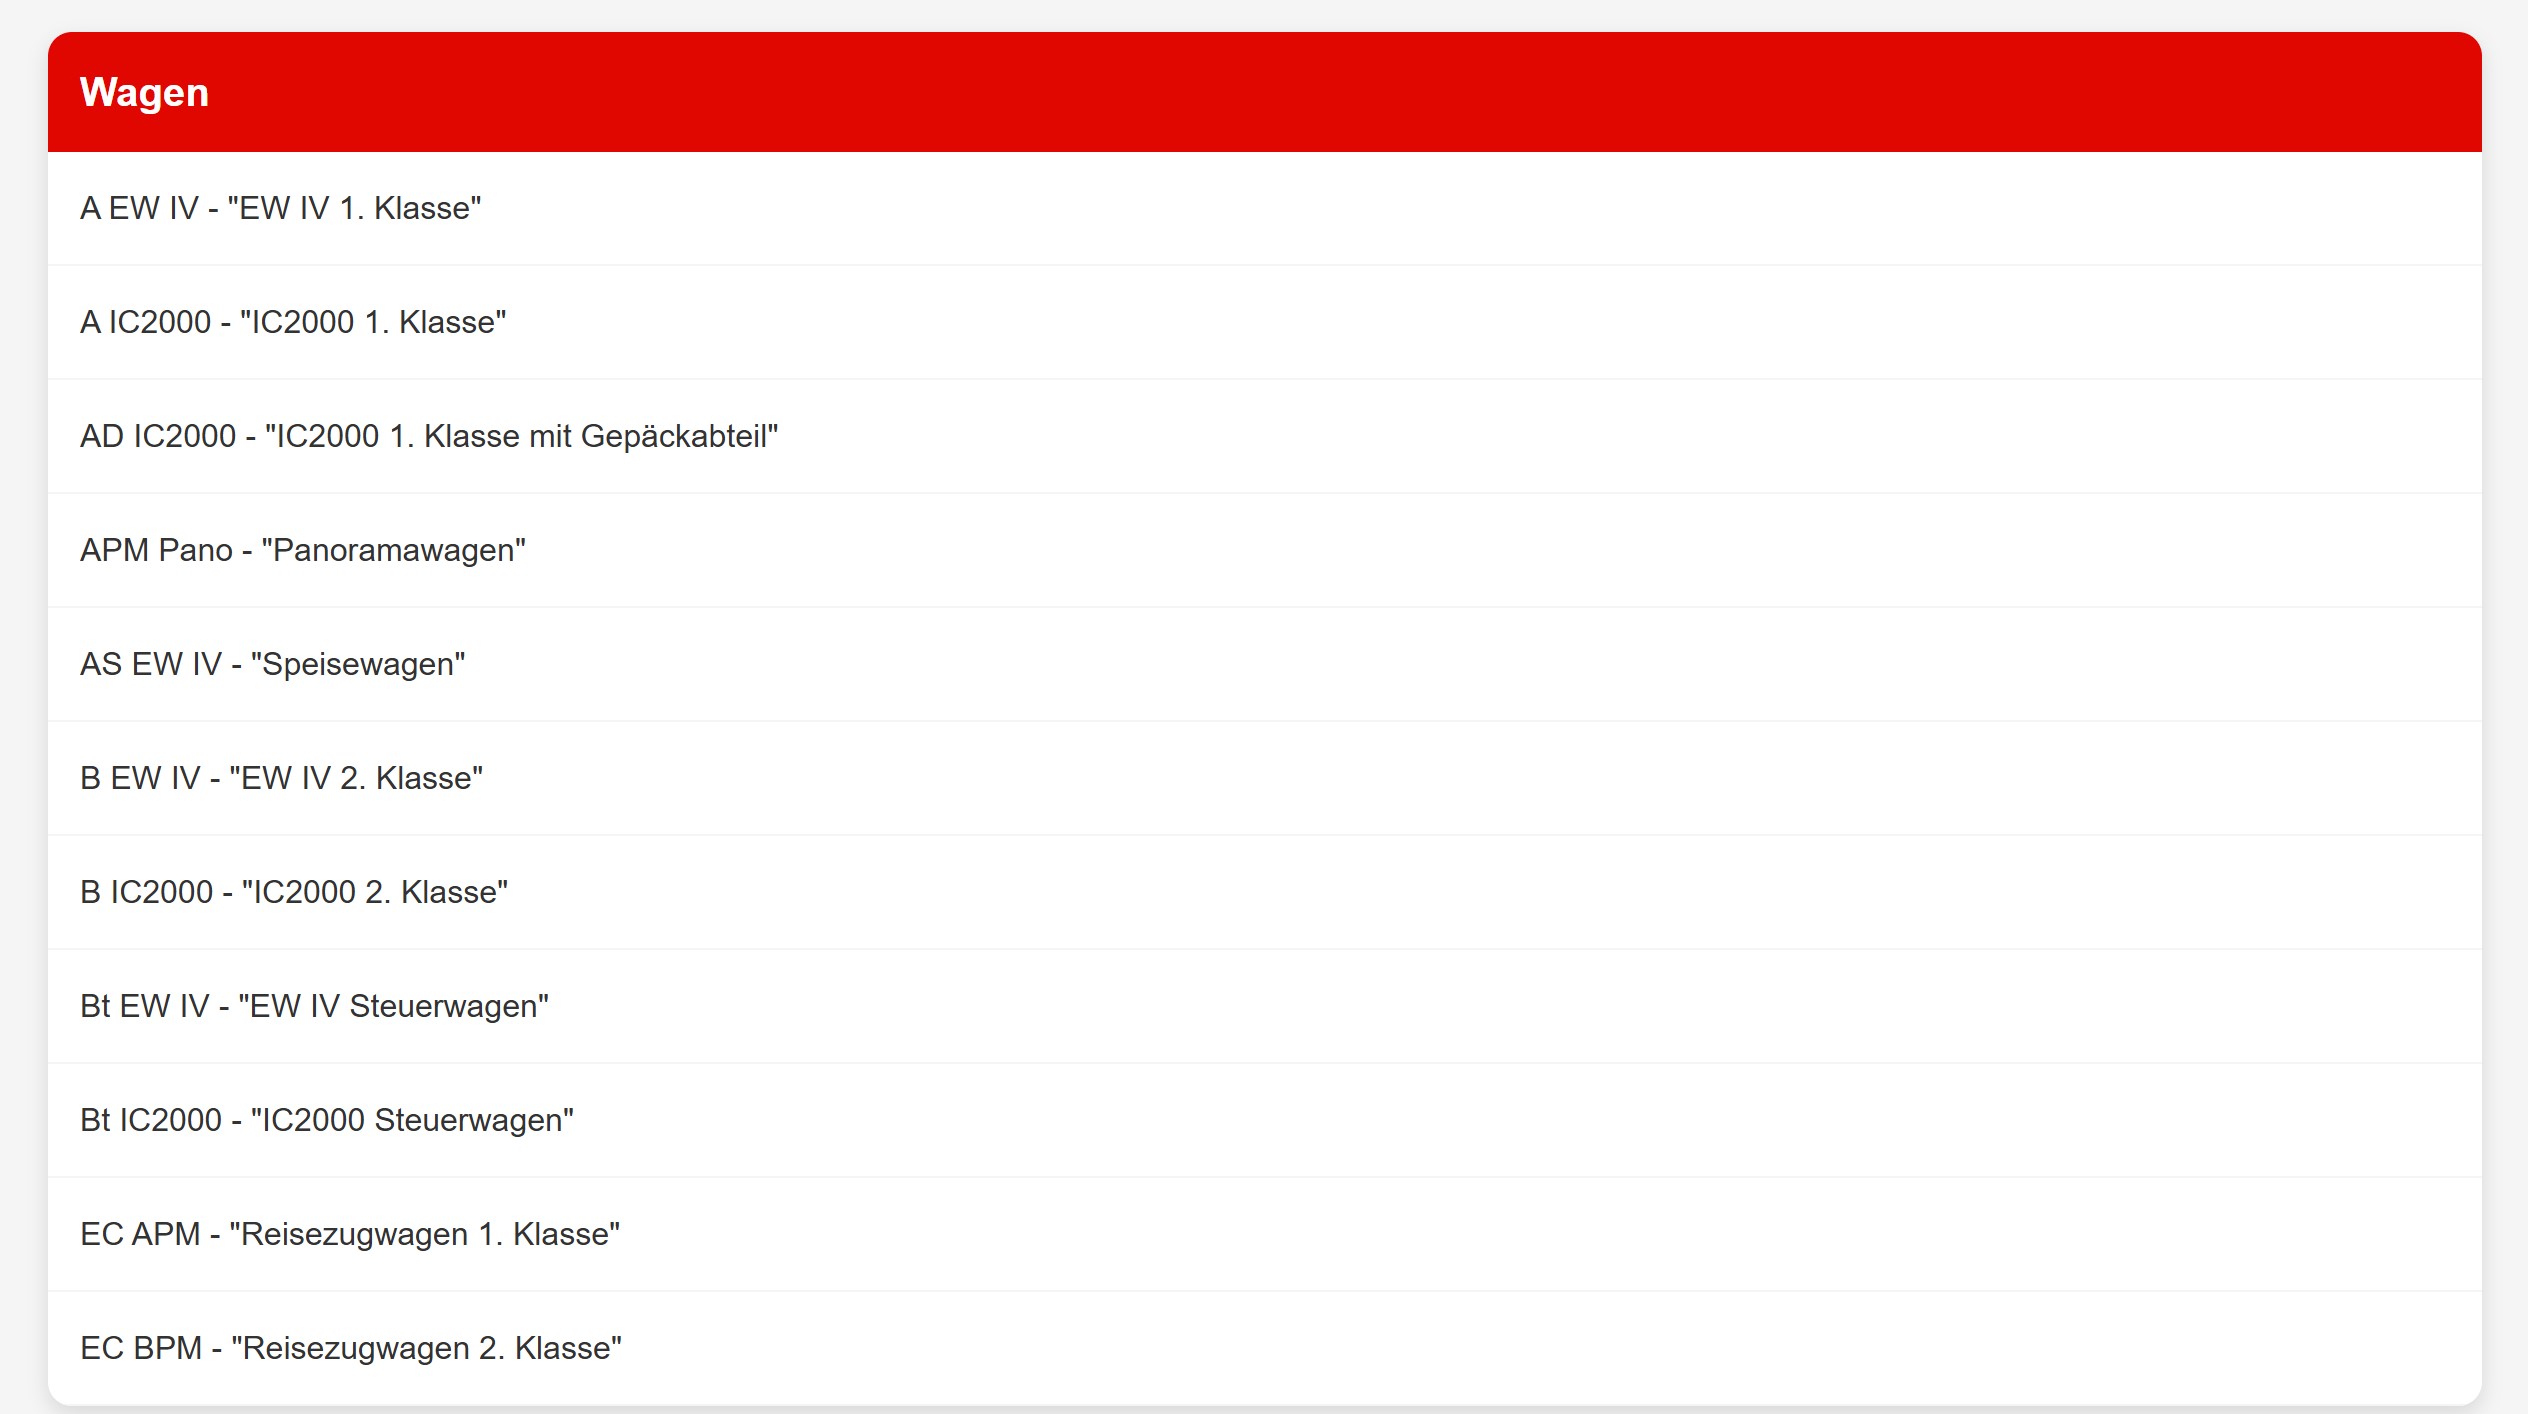 Wagen
A EW IV - "EW IV 1. Klasse"
A IC2000 - "IC2000 1. Klasse"
AD IC2000 - "IC2000 1. Klasse mit Gepäckabteil"
APM Pano - "Panoramawagen"
AS EW IV - "Speisewagen"
B EW IV - "EW IV 2. Klasse"
B IC2000 - "IC2000 2. Klasse"
Bt EW IV - "EW IV Steuerwagen"
Bt IC2000 - "IC2000 Steuerwagen"
EC APM - "Reisezugwagen 1. Klasse"
EC BPM - "Reisezugwagen 2. Klasse"